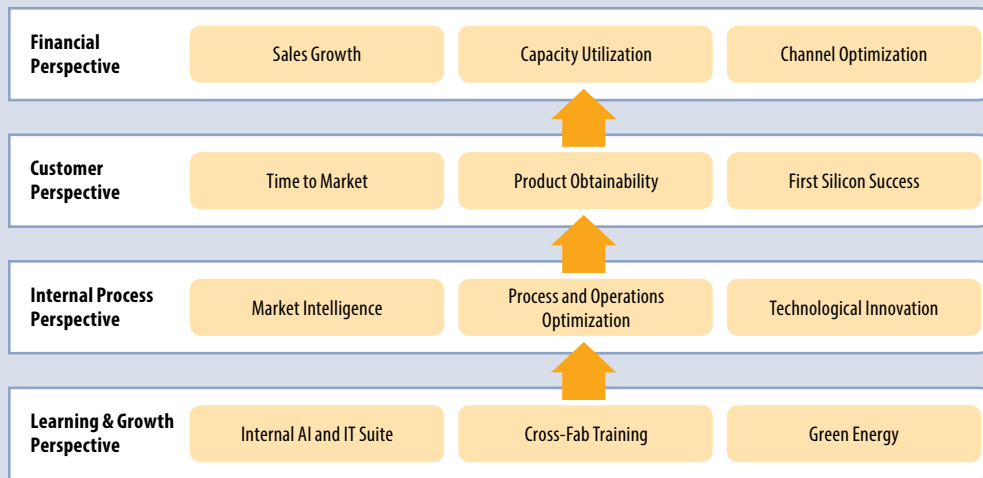 Financial
Perspective
Sales Growth
Capacity Utilization
Channel Optimization
Customer
Perspective
Time to Market
Product Obtainability
First Silicon Success
Internal Process
Perspective
Market Intelligence
Process and Operations
Optimization
Technological Innovation
Learning & Growth
Perspective
Internal AI and IT Suite
Cross-Fab Training
Green Energy